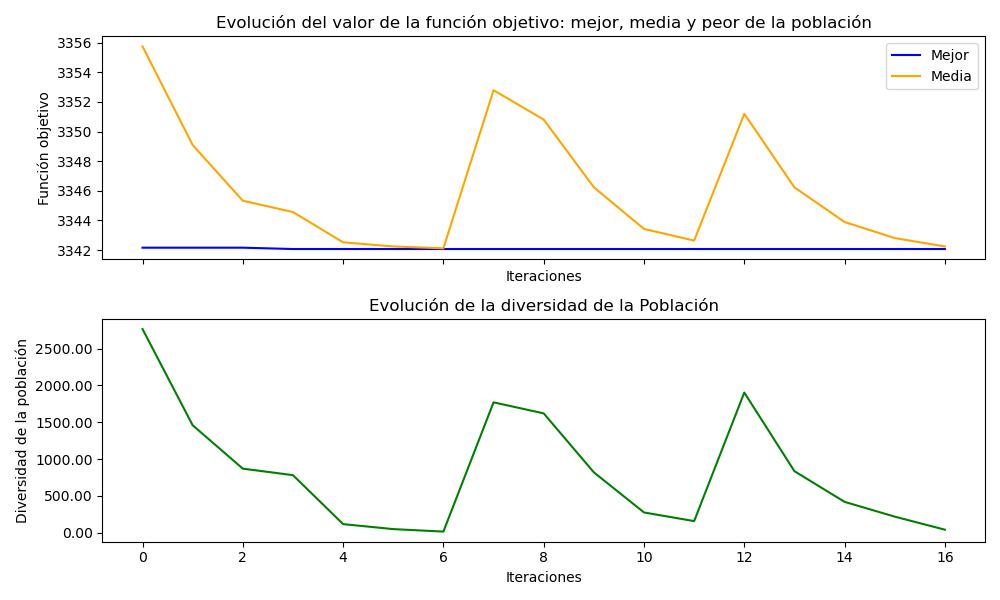 Evolución del valor de la función objetivo: mejor, media y peor de la población
3356
3354
3352
3350
3348
3346
3344
3342
Función objetivo
Mejor
Media
Iteraciones
Evolución de la diversidad de la Población
2500.00
2000.00
1500.00
1000.00
500.00
0.00
Diversidad de la población
0 2 4 6 8 10 12 14 16
Iteraciones